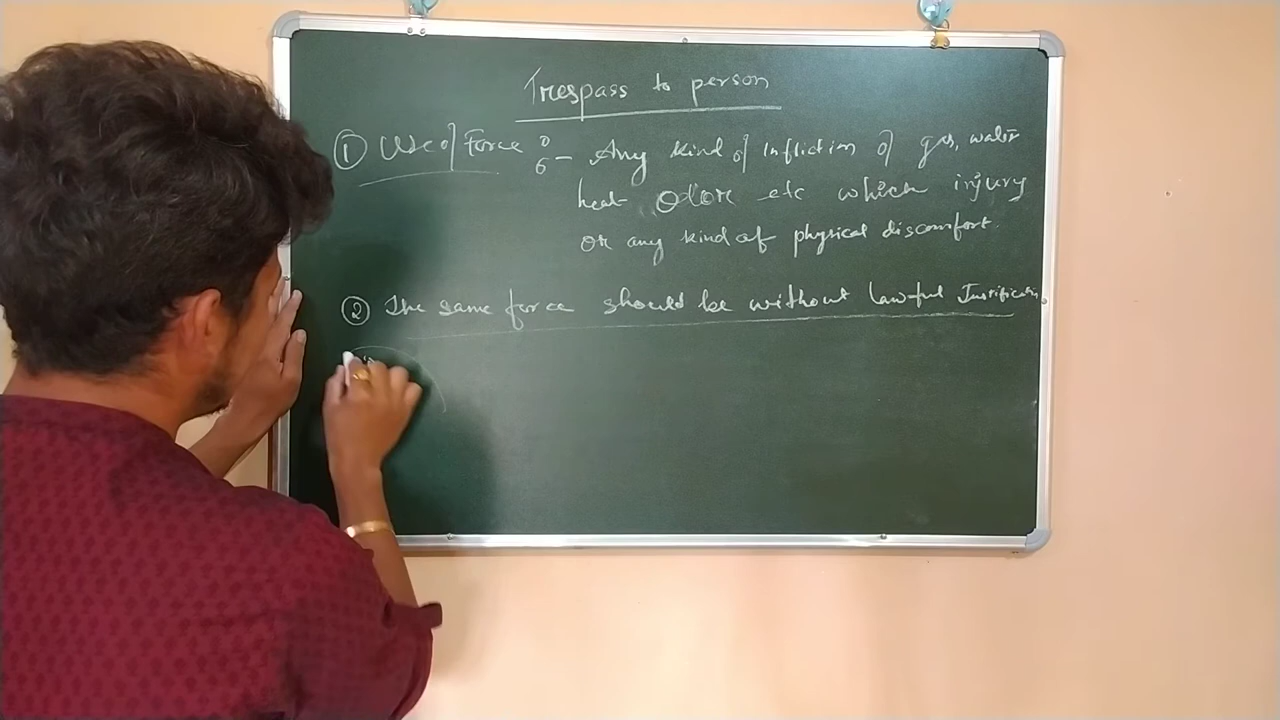 Trespass to person
① Use of Force :- Any kind of infliction of gas, water
heat odore etc which injury
or any kind of physical discomfort.
② The same force should be without lawful Justification